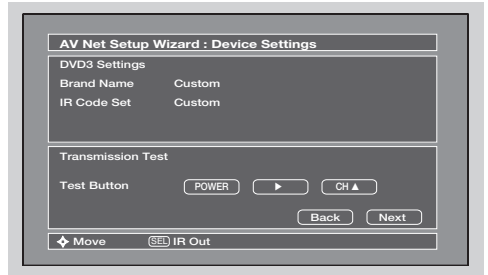 AV Net Setup Wizard : Device Settings
DVD3 Settings
Brand Name Custom
IR Code Set Custom
Transmission Test
Test Button POWER ▶ CH ▲
Back Next
Move SEL IR Out